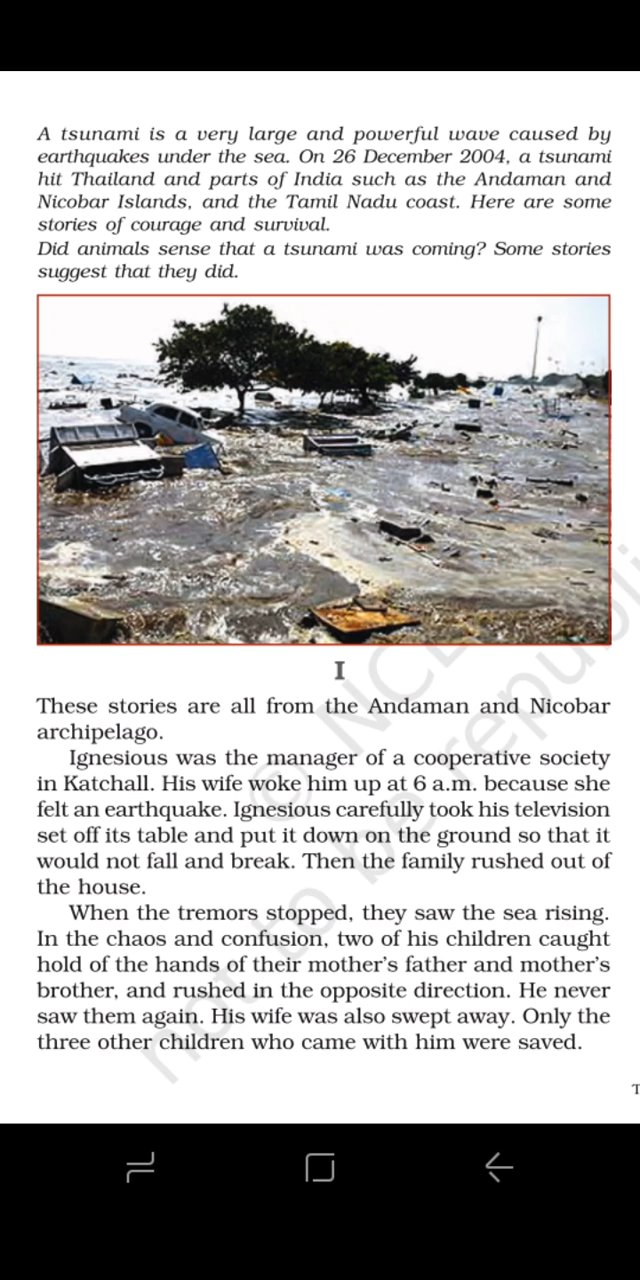 A tsunami is a very large and powerful wave caused by
earthquakes under the sea. On 26 December 2004, a tsunami
hit Thailand and parts of India such as the Andaman and
Nicobar Islands, and the Tamil Nadu coast. Here are some
stories of courage and survival.
Did animals sense that a tsunami was coming? Some stories
suggest that they did.
I
These stories are all from the Andaman and Nicobar
archipelago.
Ignesious was the manager of a cooperative society
in Katchall. His wife woke him up at 6 a.m. because she
felt an earthquake. Ignesious carefully took his television
set off its table and put it down on the ground so that it
would not fall and break. Then the family rushed out of
the house.
When the tremors stopped, they saw the sea rising.
In the chaos and confusion, two of his children caught
hold of the hands of their mother's father and mother's
brother, and rushed in the opposite direction. He never
saw them again. His wife was also swept away. Only the
three other children who came with him were saved.
T
not to be republi